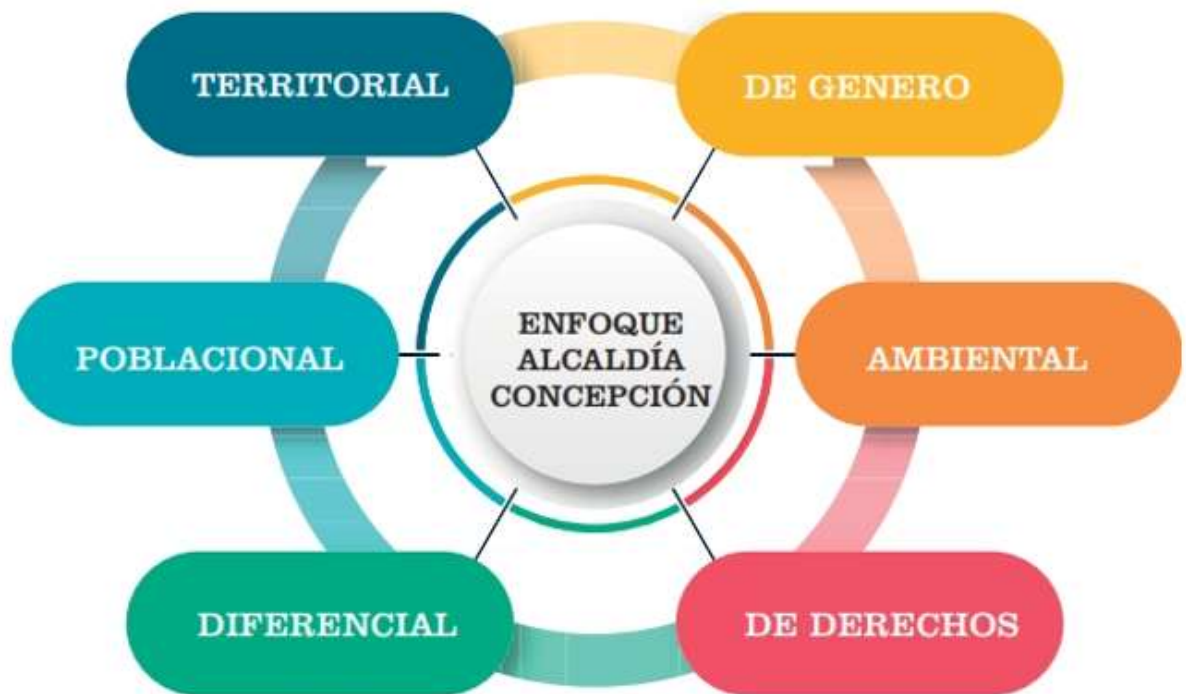 TERRITORIAL
DE GENERO
POBLACIONAL
ENFOQUE
ALCALDÍA
CONCEPCIÓN
AMBIENTAL
DIFERENCIAL
DE DERECHOS